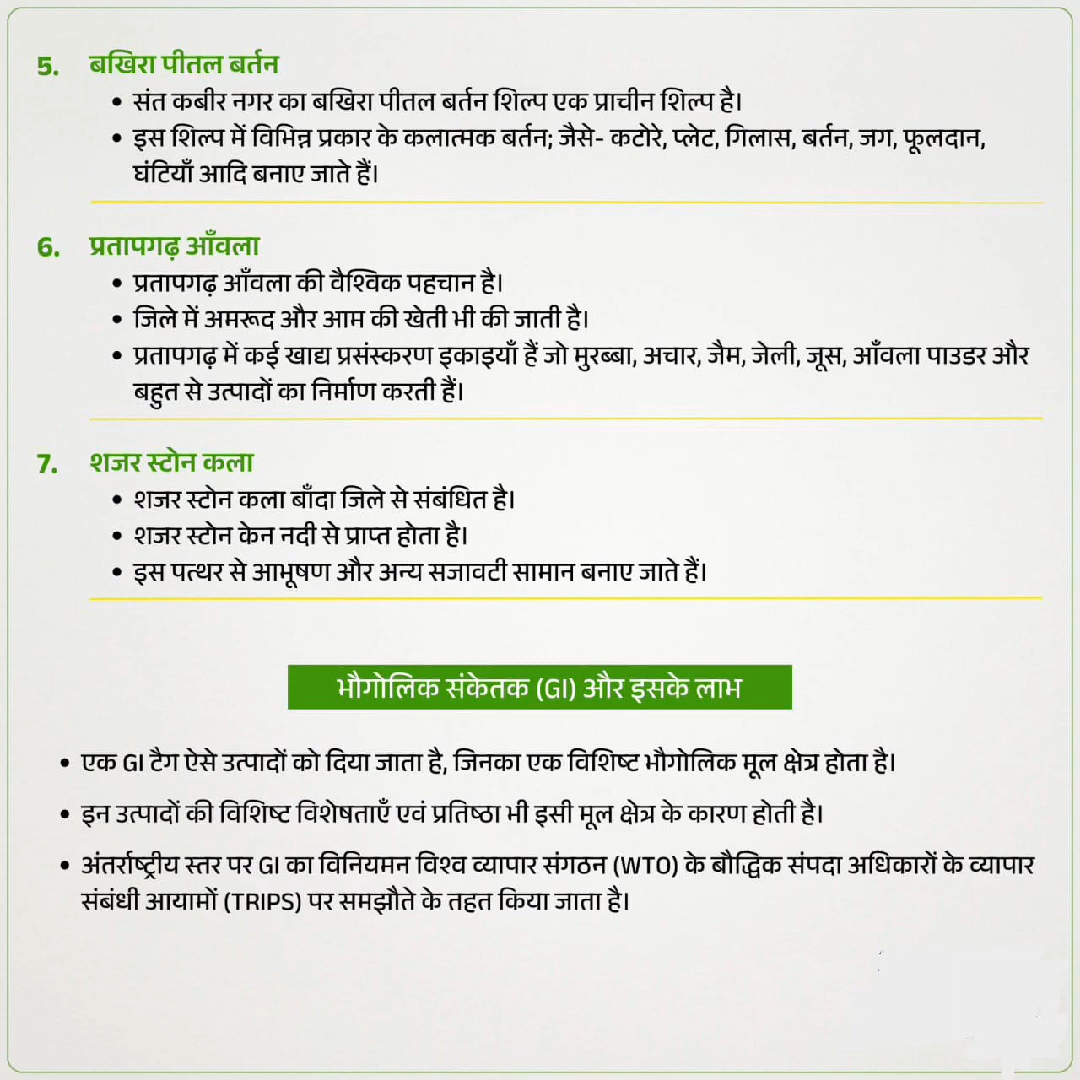 5. बखिरा पीतल बर्तन
• संत कबीर नगर का बखिरा पीतल बर्तन शिल्प एक प्राचीन शिल्प है।
• इस शिल्प में विभिन्न प्रकार के कलात्मक बर्तन; जैसे- कटोरे, प्लेट, गिलास, बर्तन, जग, फूलदान,
घंटियाँ आदि बनाए जाते हैं।
6. प्रतापगढ़ आँवला
• प्रतापगढ़ आँवला की वैश्विक पहचान है।
• जिले में अमरूद और आम की खेती भी की जाती है।
• प्रतापगढ़ में कई खाद्य प्रसंस्करण इकाइयाँ हैं जो मुरब्बा, अचार, जैम, जेली, जूस, आँवला पाउडर और
बहुत से उत्पादों का निर्माण करती हैं।
7. शजर स्टोन कला
• शजर स्टोन कला बाँदा जिले से संबंधित है।
• शजर स्टोन केन नदी से प्राप्त होता है।
• इस पत्थर से आभूषण और अन्य सजावटी सामान बनाए जाते हैं।
भौगोलिक संकेतक (GI) और इसके लाभ
• एक GI टैग ऐसे उत्पादों को दिया जाता है, जिनका एक विशिष्ट भौगोलिक मूल क्षेत्र होता है।
• इन उत्पादों की विशिष्ट विशेषताएँ एवं प्रतिष्ठा भी इसी मूल क्षेत्र के कारण होती है।
• अंतर्राष्ट्रीय स्तर पर GI का विनियमन विश्व व्यापार संगठन (WTO) के बौद्धिक संपदा अधिकारों के व्यापार
संबंधी आयामों (TRIPS) पर समझौते के तहत किया जाता है।